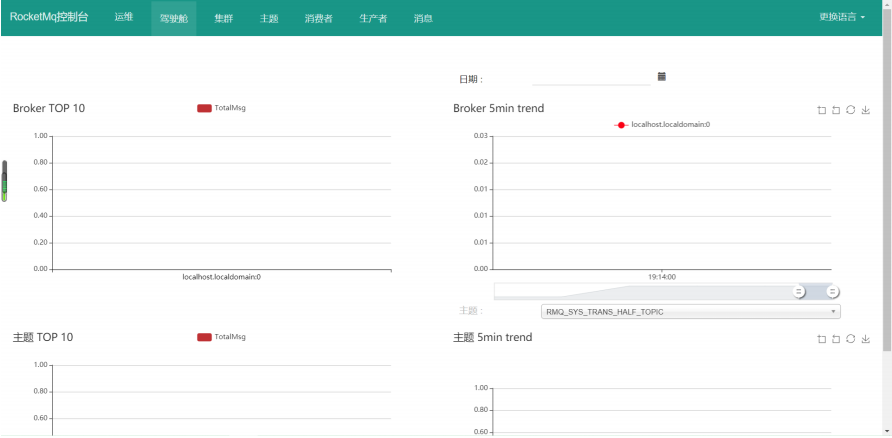 RocketMq控制台 运维 驾驶舱 集群 主题 消费者 生产者 消息 更换语言
日期 :
Broker TOP 10
TotalMsg
1.00
0.80
0.60
0.40
0.20
0.00
localhost.localdomain:0
Broker 5min trend
localhost.localdomain:0
0.03
0.02
0.01
0.01
0.01
0.00
19:14:00
主题 :
RMQ_SYS_TRANS_HALF_TOPIC
主题 TOP 10
TotalMsg
1.00
0.80
0.60
主题 5min trend
1.00
0.80
0.60